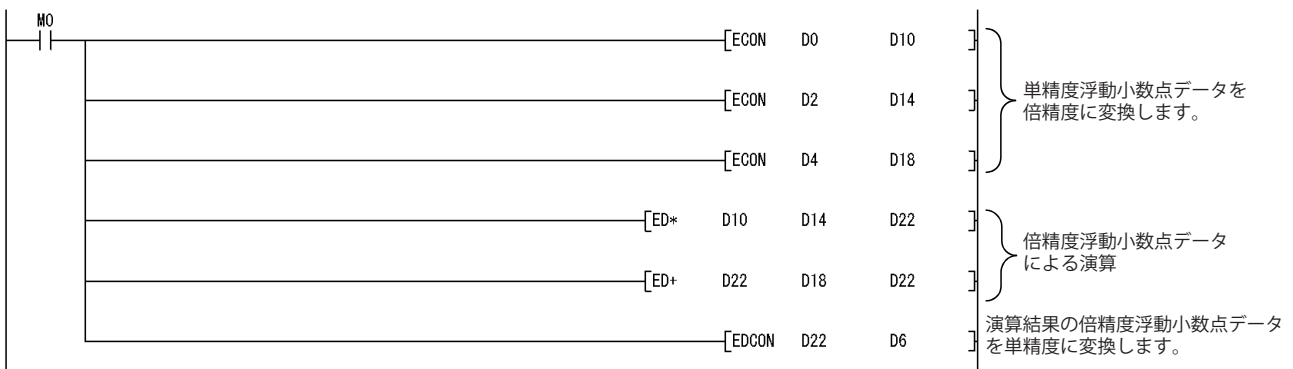 M0
[ECON D0 D10 ]
[ECON D2 D14 ]
単精度浮動小数点データを
倍精度に変換します。
[ECON D4 D18 ]
[ED* D10 D14 D22 ]
倍精度浮動小数点データ
による演算
[ED+ D22 D18 D22 ]
演算結果の倍精度浮動小数点データ
を単精度に変換します。
[EDCON D22 D6 ]